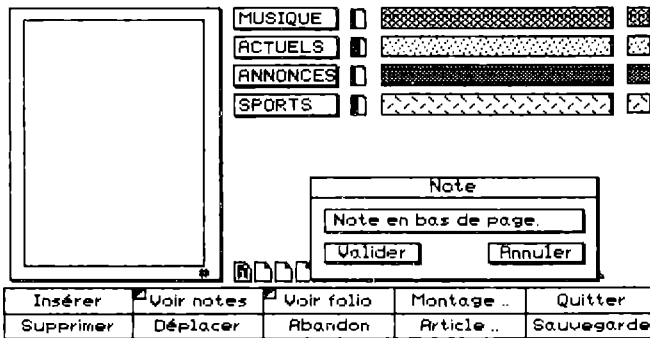 MUSIQUE
ACTUELS
ANNONCES
SPORTS
Note
Note en bas de page.
Valider Annuler
Insérer Voir notes Voir folio Montage .. Quitter
Supprimer Déplacer Abandon Article .. Sauvegarde